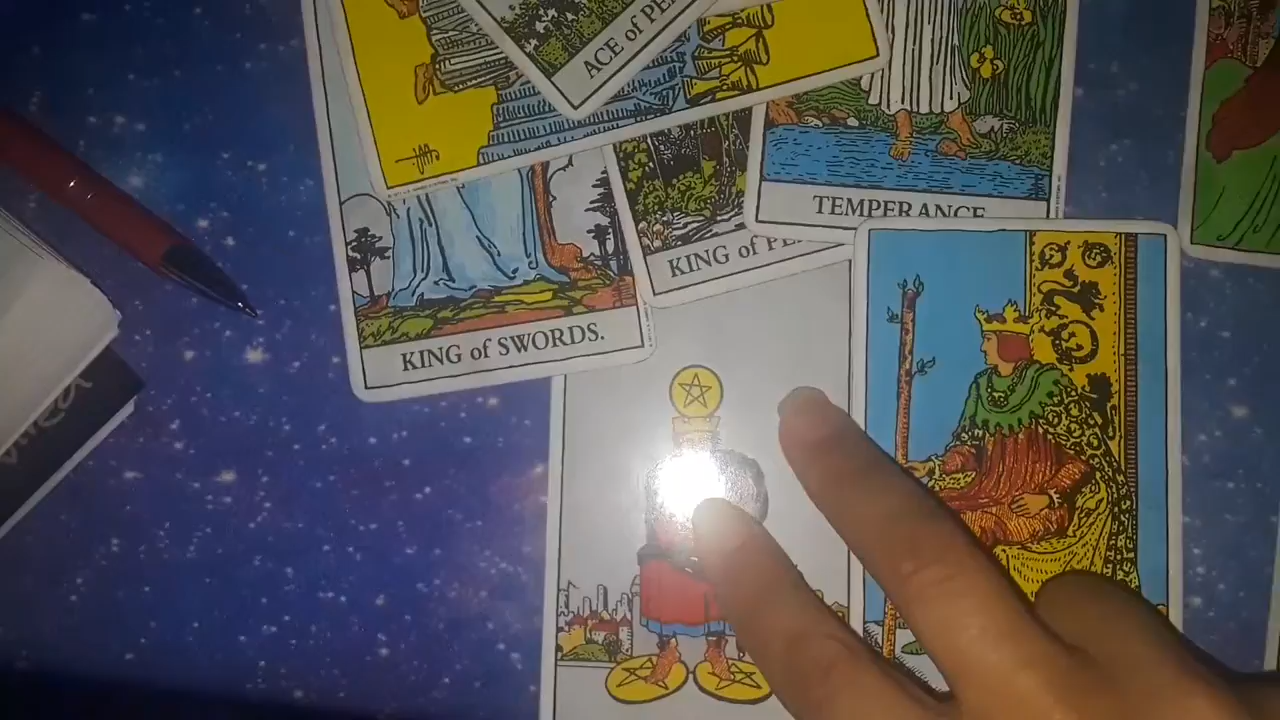 ACE of PE
TEMPERANCE
KING of PE
KING of SWORDS.